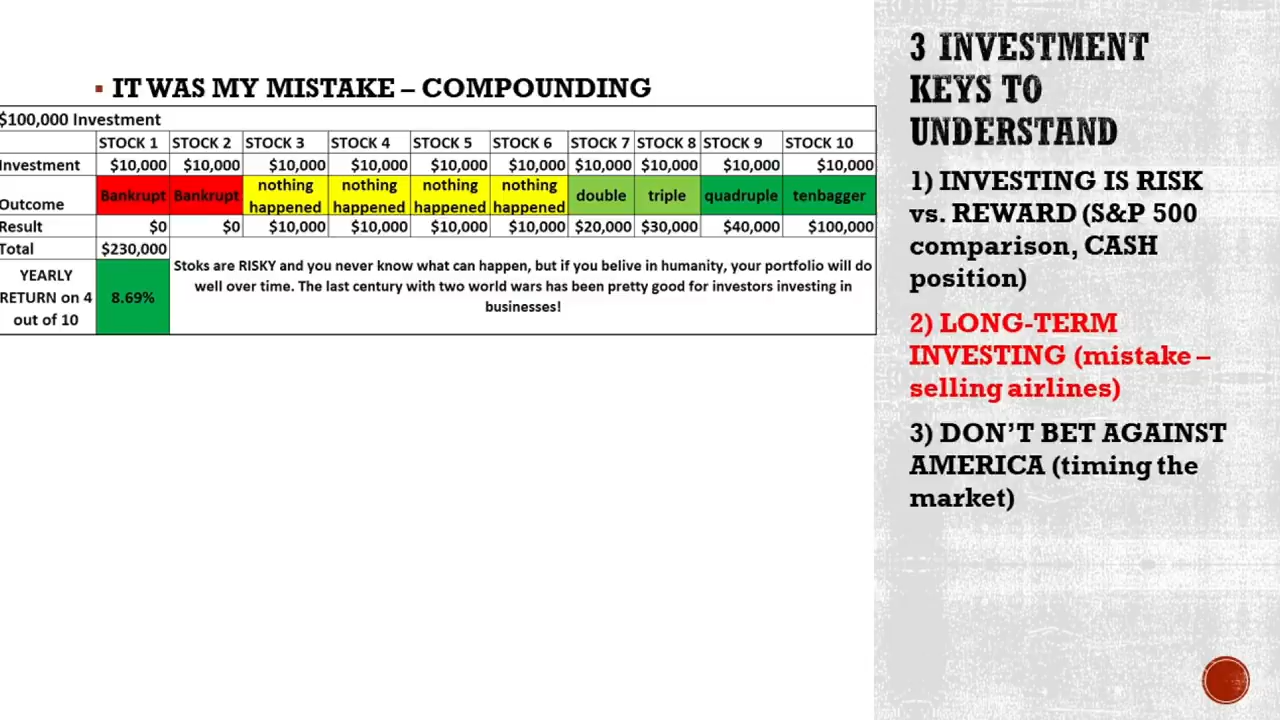 IT WAS MY MISTAKE – COMPOUNDING
$100,000 Investment
STOCK 1 STOCK 2 STOCK 3 STOCK 4 STOCK 5 STOCK 6 STOCK 7 STOCK 8 STOCK 9 STOCK 10
Investment $10,000 $10,000 $10,000 $10,000 $10,000 $10,000 $10,000 $10,000 $10,000 $10,000
Outcome Bankrupt Bankrupt nothing happened nothing happened nothing happened nothing happened double triple quadruple tenbagger
Result $0 $0 $10,000 $10,000 $10,000 $10,000 $20,000 $30,000 $40,000 $100,000
Total $230,000
YEARLY
RETURN on 4
out of 10
8.69%
Stoks are RISKY and you never know what can happen, but if you belive in humanity, your portfolio will do
well over time. The last century with two world wars has been pretty good for investors investing in
businesses!
3 INVESTMENT
KEYS TO
UNDERSTAND
1) INVESTING IS RISK
vs. REWARD (S&P 500
comparison, CASH
position)
2) LONG-TERM
INVESTING (mistake –
selling airlines)
3) DON'T BET AGAINST
AMERICA (timing the
market)